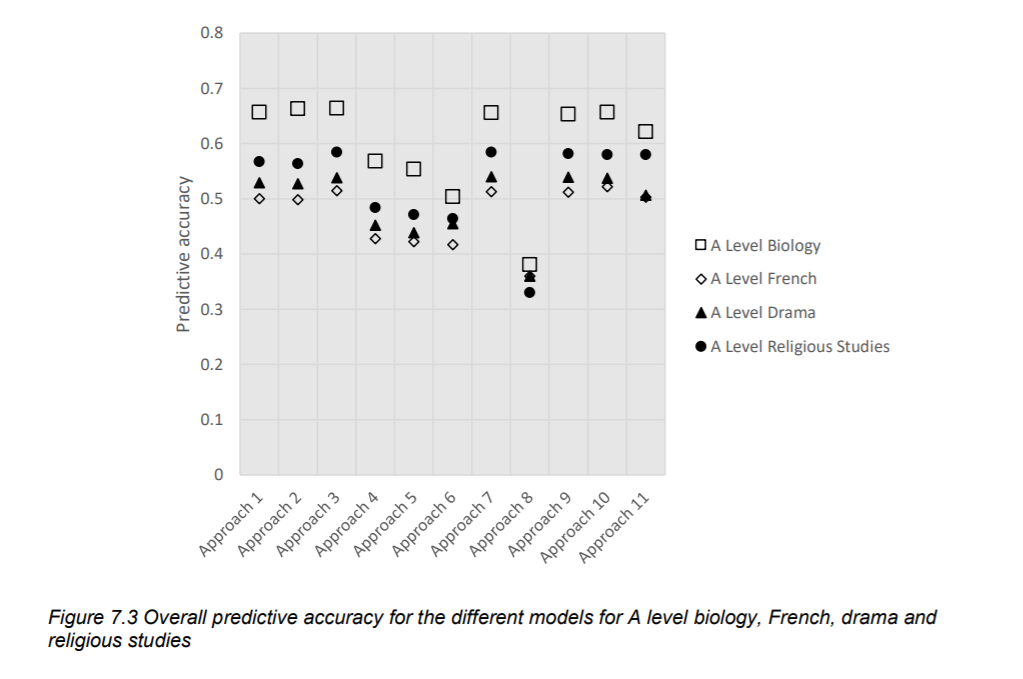 0.8
0.7
0.6
0.5
0.4
0.3
0.2
0.1
0
Predictive accuracy
Approach 1
Approach 2
Approach 3
Approach 4
Approach 5
Approach 6
Approach 7
Approach 8
Approach 9
Approach 10
Approach 11
A Level Biology
A Level French
A Level Drama
A Level Religious Studies
Figure 7.3 Overall predictive accuracy for the different models for A level biology, French, drama and
religious studies